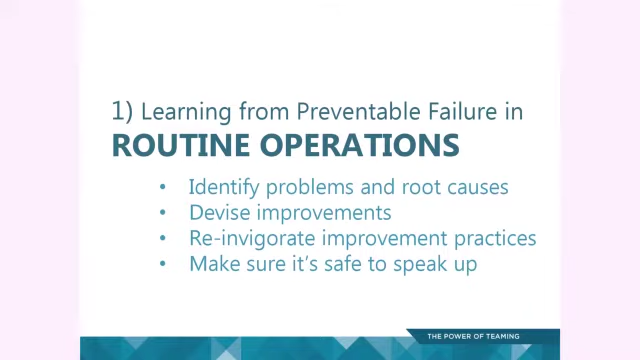 1) Learning from Preventable Failure in
ROUTINE OPERATIONS
• Identify problems and root causes
• Devise improvements
• Re-invigorate improvement practices
• Make sure it's safe to speak up
THE POWER OF TEAMING